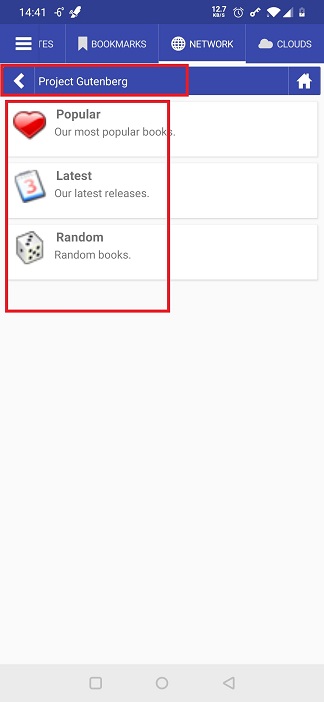 14:41 -6° 12.7 KB/S
TES BOOKMARKS NETWORK CLOUDS
Project Gutenberg
Popular
Our most popular books.
3
Latest
Our latest releases.
Random
Random books.